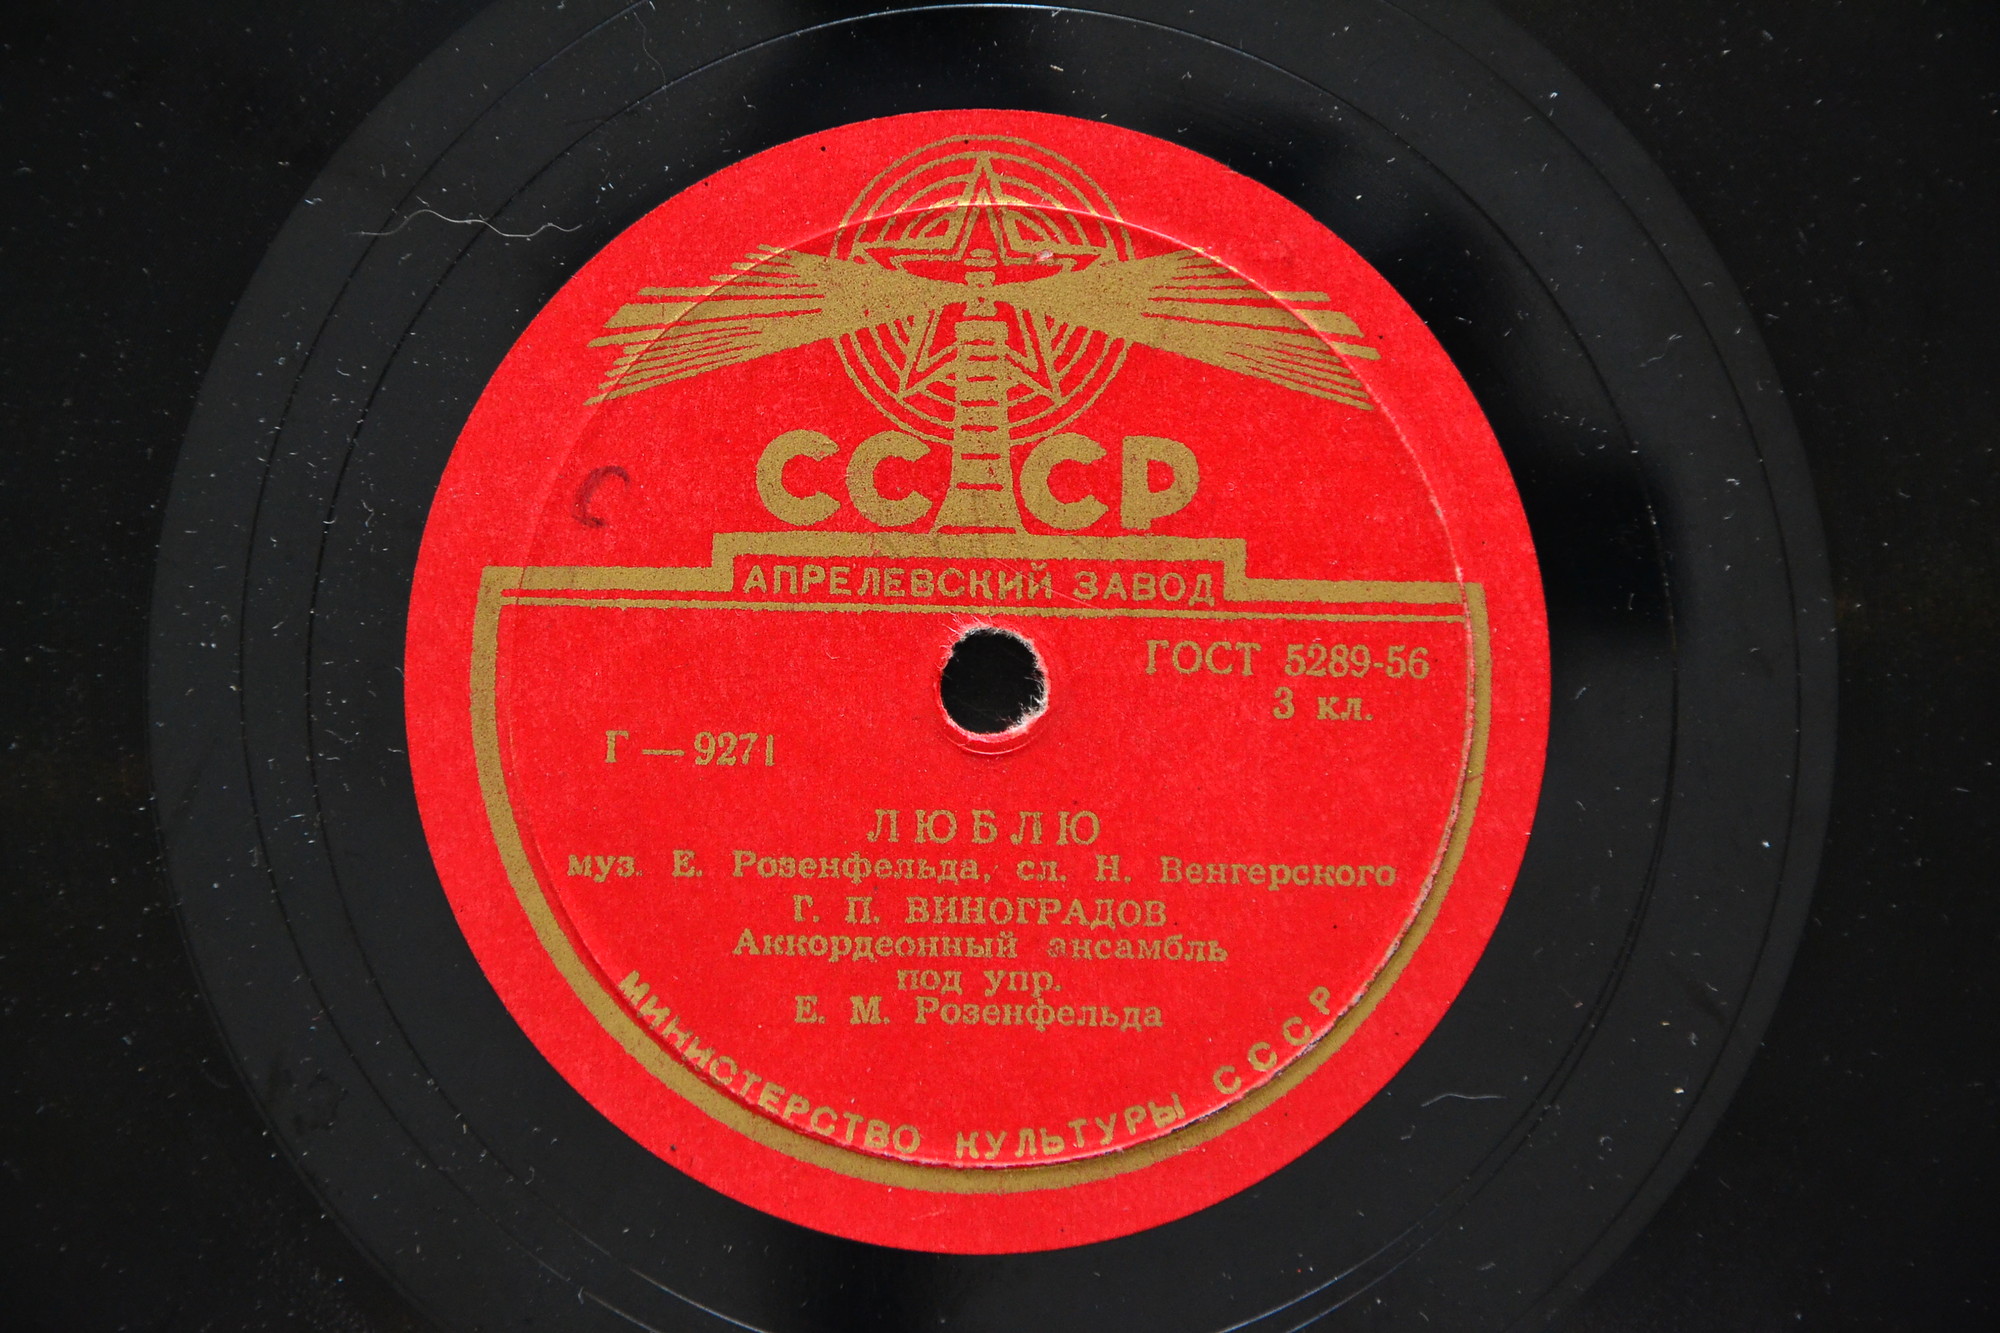 СССР
АПРЕЛЕВСКИЙ ЗАВОД
ГОСТ 5289-56
3 кл.
Г — 9271
ЛЮБЛЮ
муз. Е. Розенфельда, сл. Н. Венгерского
Г. П. ВИНОГРАДОВ
Аккордеонный ансамбль
под упр.
Е. М. Розенфельда
МИНИСТЕРСТВО КУЛЬТУРЫ СССР